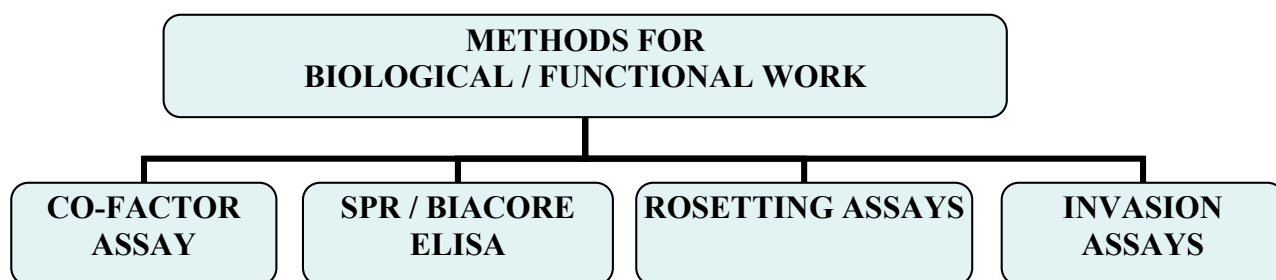 METHODS FOR
BIOLOGICAL / FUNCTIONAL WORK
CO-FACTOR
ASSAY
SPR / BIACORE
ELISA
ROSETTING ASSAYS
INVASION
ASSAYS